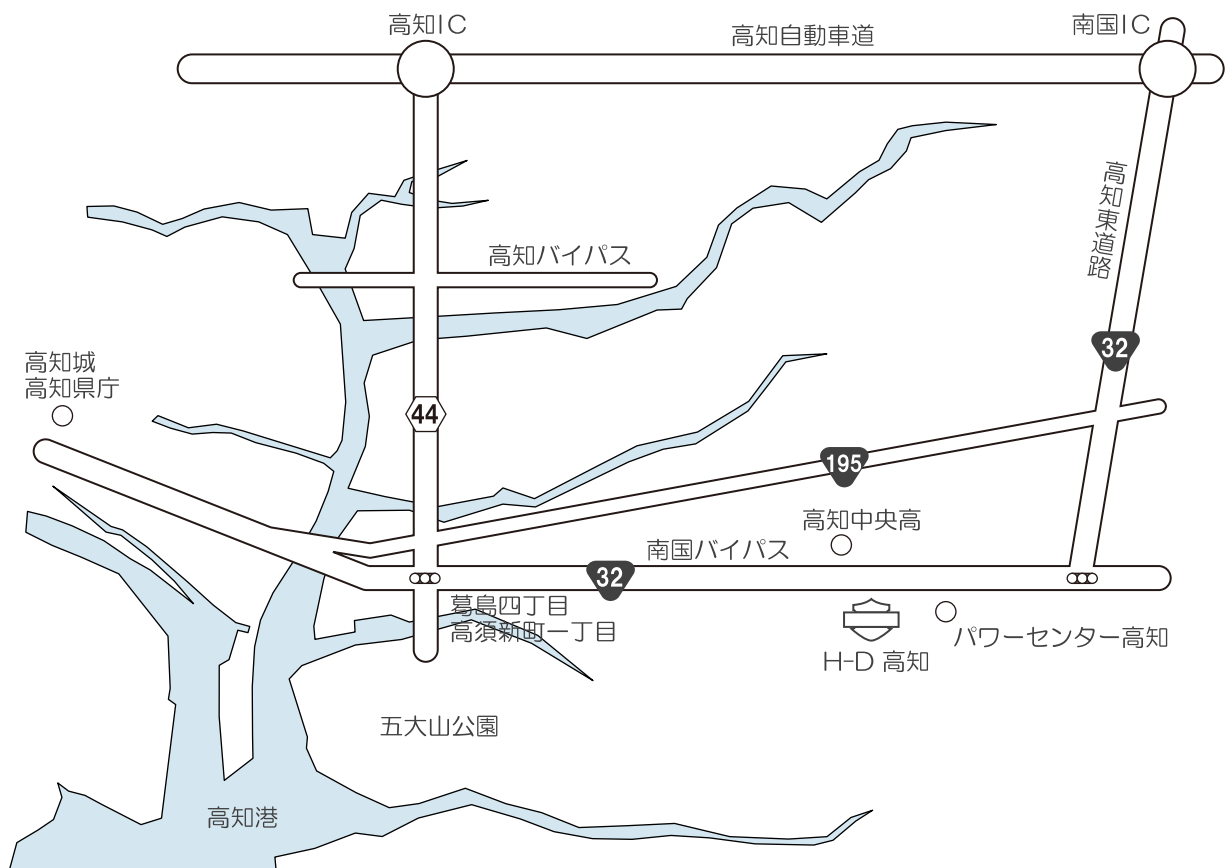 高知IC
高知自動車道
南国IC
高知東道路
高知バイパス
32
高知城
高知県庁
44
195
高知中央高
南国バイパス
32
葛島四丁目
高須新町一丁目
パワーセンター高知
H-D 高知
五大山公園
高知港